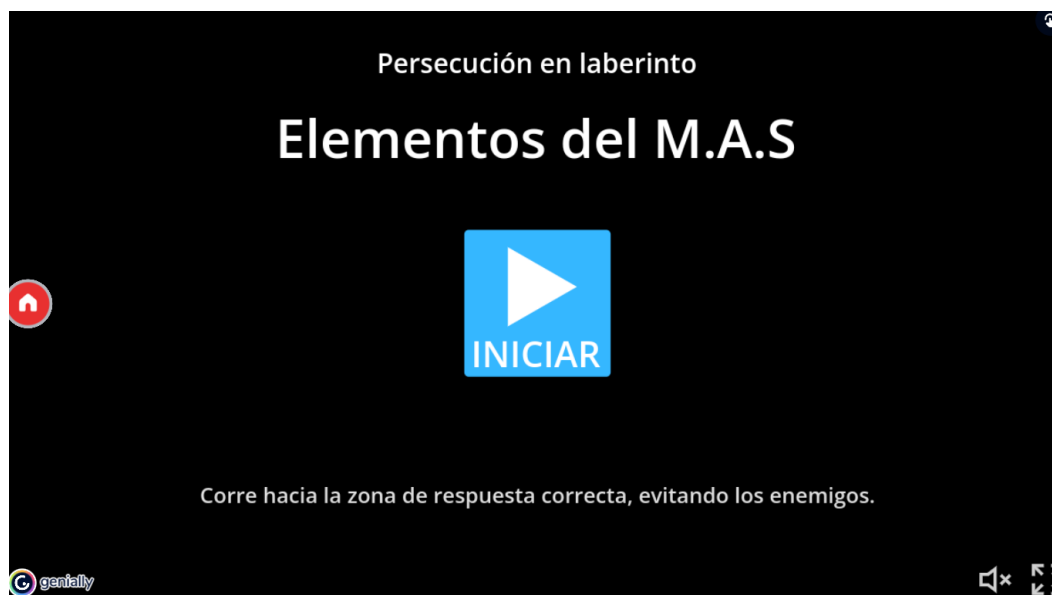 Persecución en laberinto
Elementos del M.A.S
INICIAR
Corre hacia la zona de respuesta correcta, evitando los enemigos.
genially